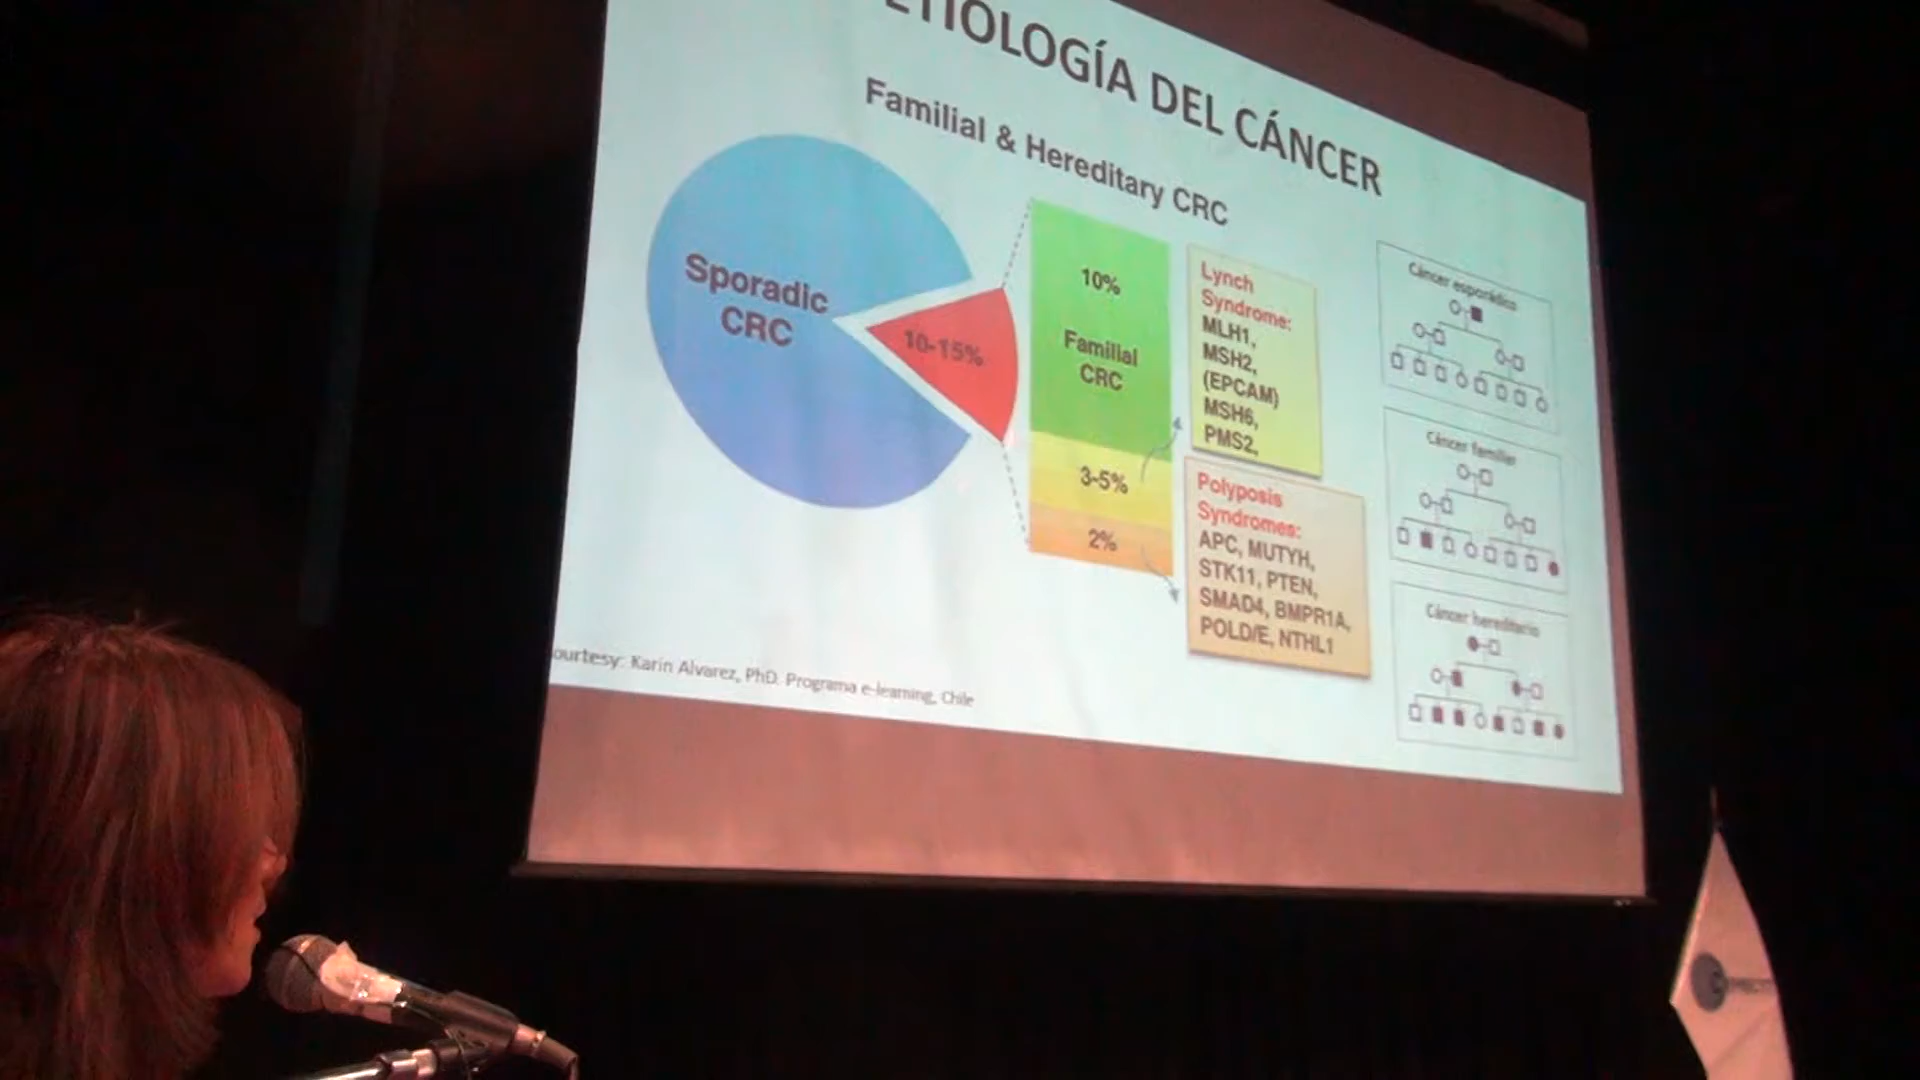 ETIOLOGÍA DEL CÁNCER
Familial & Hereditary CRC
Sporadic
CRC
10-15%
10%
Familial
CRC
3-5%
2%
Lynch
Syndrome:
MLH1,
MSH2,
(EPCAM)
MSH6,
PMS2,
Polyposis
Syndromes:
APC, MUTYH,
STK11, PTEN,
SMAD4, BMPR1A,
POLD/E, NTHL1
Cáncer esporádico
Cáncer familiar
Cáncer hereditario
ourtesy: Karin Alvarez, PhD. Programa e-learning, Chile